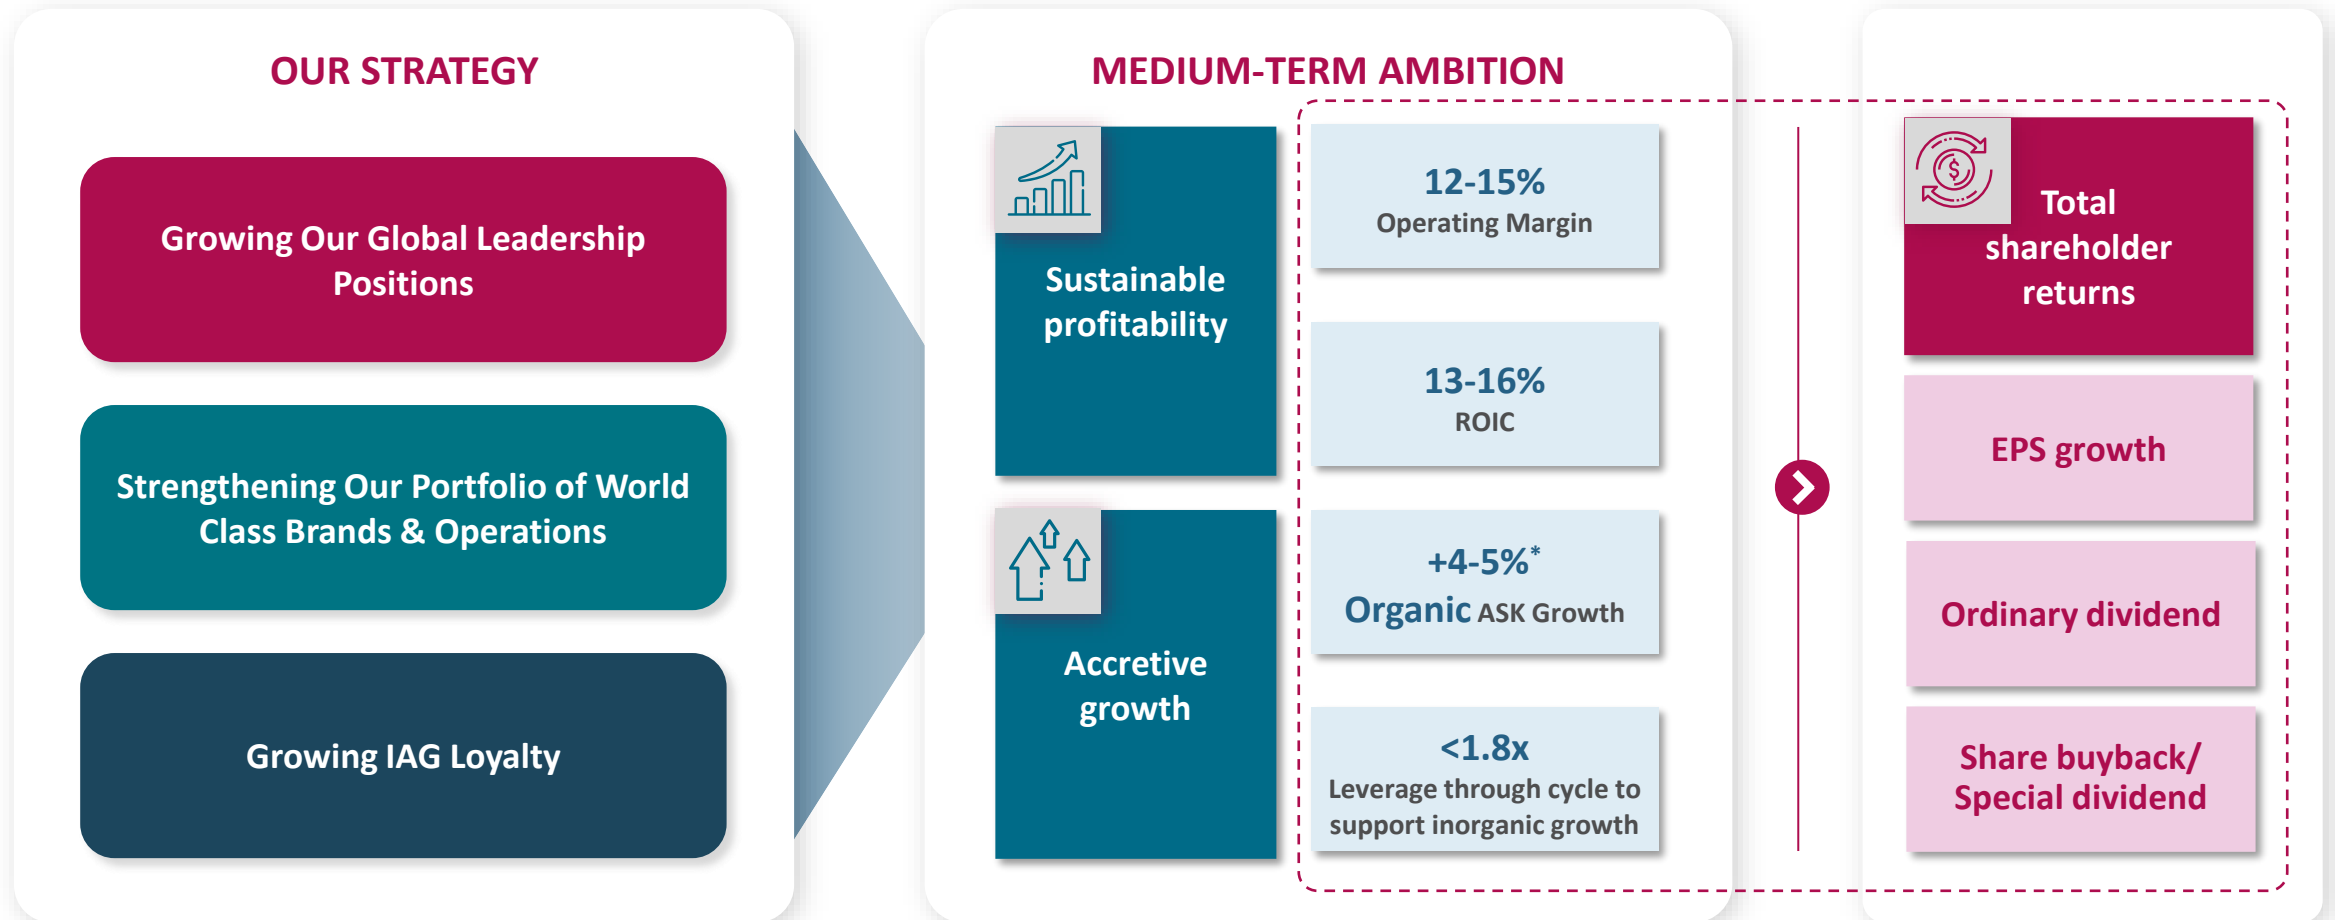 OUR STRATEGY
Growing Our Global Leadership
Positions
Strengthening Our Portfolio of World
Class Brands & Operations
Growing IAG Loyalty
MEDIUM-TERM AMBITION
Sustainable
profitability
12-15%
Operating Margin
13-16%
ROIC
Accretive
growth
+4-5%*
Organic ASK Growth
<1.8x
Leverage through cycle to
support inorganic growth
$
Total
shareholder
returns
EPS growth
Ordinary dividend
Share buyback/
Special dividend